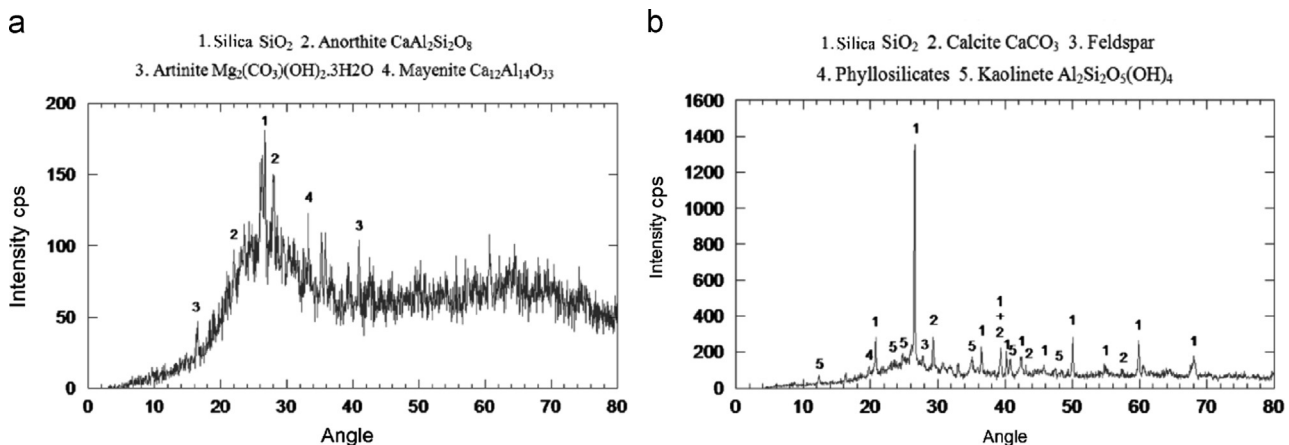 a
1. Silica SiO₂ 2. Anorthite CaAl₂Si₂O₈
3. Artinite Mg₂(CO₃)(OH)₂.3H2O 4. Mayenite Ca₁₂Al₁₄O₃₃
200
150
100
50
0
Intensity cps
1
2
4
2
3
3
0 10 20 30 40 50 60 70 80
Angle
b
1. Silica SiO₂ 2. Calcite CaCO₃ 3. Feldspar
4. Phyllosilicates 5. Kaolinete Al₂Si₂O₅(OH)₄
1600
1400
1200
1000
800
600
400
200
0
Intensity cps
1
1
+
2
1 2 1 1 1
5 4 5 5 3 5 1 5 1 2 1 5 1 2 1
0 10 20 30 40 50 60 70 80
Angle